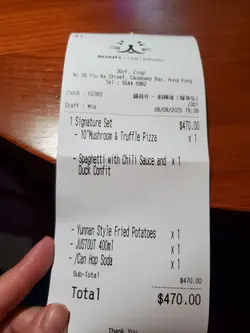 No 38 Yiu Wa Street, Causeway Bay, Hong Kong
Tel : 5544 5982
Check : 02303
/001
Staff : Mia
08/08/2025 19:38
1 Signature Set $470.00
- 10"Mushroom & Truffle Pizza x 1
- Spaghetti with Chili Sauce and x 1
Duck Confit
- Yunnan Style Fried Potatoes x 1
- JUSTOUT 400ml x 1
- /Can Hop Soda x 1
Sub-Total $470.00
Total $470.00
Thank You